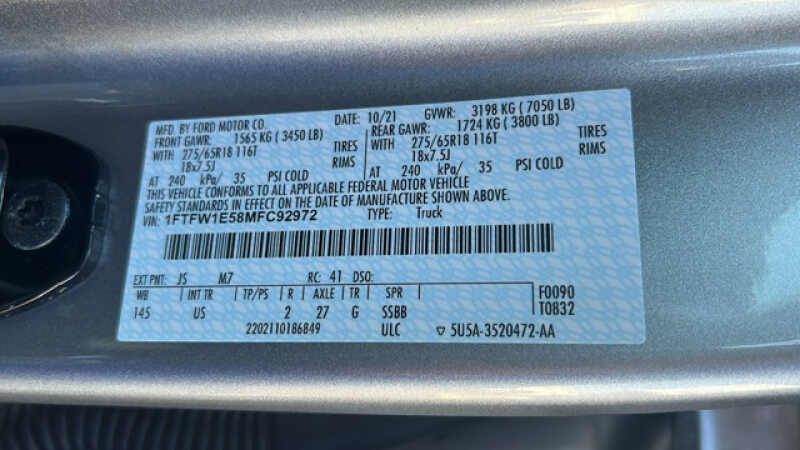 MFD. BY FORD MOTOR CO. DATE: 10/21 GVWR: 3198 KG ( 7050 LB)
FRONT GAWR: 1565 KG ( 3450 LB) REAR GAWR: 1724 KG ( 3800 LB)
WITH 275/65R18 116T TIRES WITH 275/65R18 116T TIRES
18x7.5J RIMS 18x7.5J RIMS
AT 240 kPa/ 35 PSI COLD AT 240 kPa/ 35 PSI COLD
THIS VEHICLE CONFORMS TO ALL APPLICABLE FEDERAL MOTOR VEHICLE
SAFETY STANDARDS IN EFFECT ON THE DATE OF MANUFACTURE SHOWN ABOVE.
VIN: 1FTFW1E58MFC92972 TYPE: Truck
EXT PNT: JS M7 RC: 41 DSO:
WB INT TR TP/PS R AXLE TR SPR F0090
145 US 2 27 G SSBB T0832
2202110186849 ULC ▽ 5U5A-3520472-AA